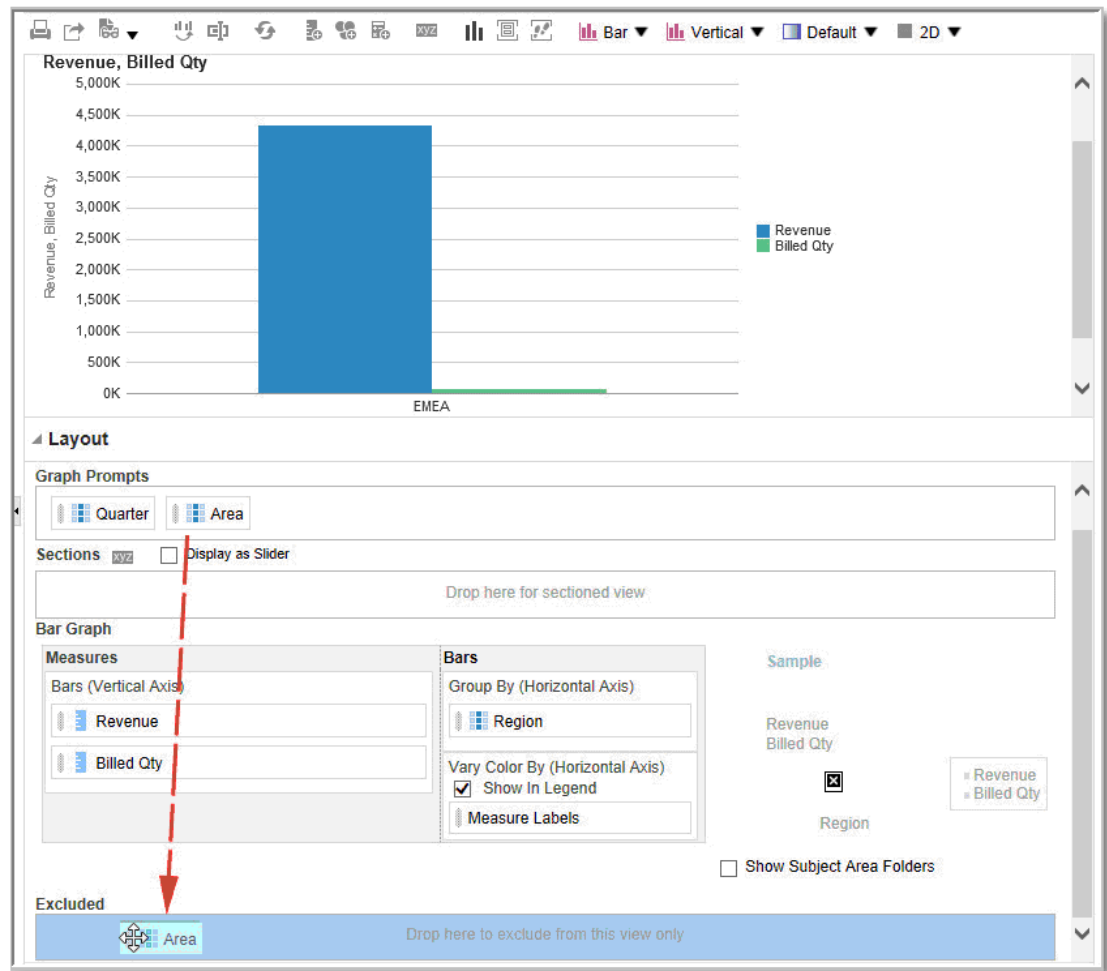 xyz Bar Vertical Default 2D
Revenue, Billed Qty
5,000K
4,500K
4,000K
3,500K
3,000K
2,500K
2,000K
1,500K
1,000K
500K
0K
Revenue, Billed Qty
EMEA
Revenue
Billed Qty
Layout
Graph Prompts
Quarter Area
Sections xyz Display as Slider
Drop here for sectioned view
Bar Graph
Measures
Bars (Vertical Axis)
Revenue
Billed Qty
Bars
Group By (Horizontal Axis)
Region
Vary Color By (Horizontal Axis)
Show In Legend
Measure Labels
Sample
Revenue
Billed Qty
Revenue
Billed Qty
Region
Show Subject Area Folders
Excluded
Area Drop here to exclude from this view only